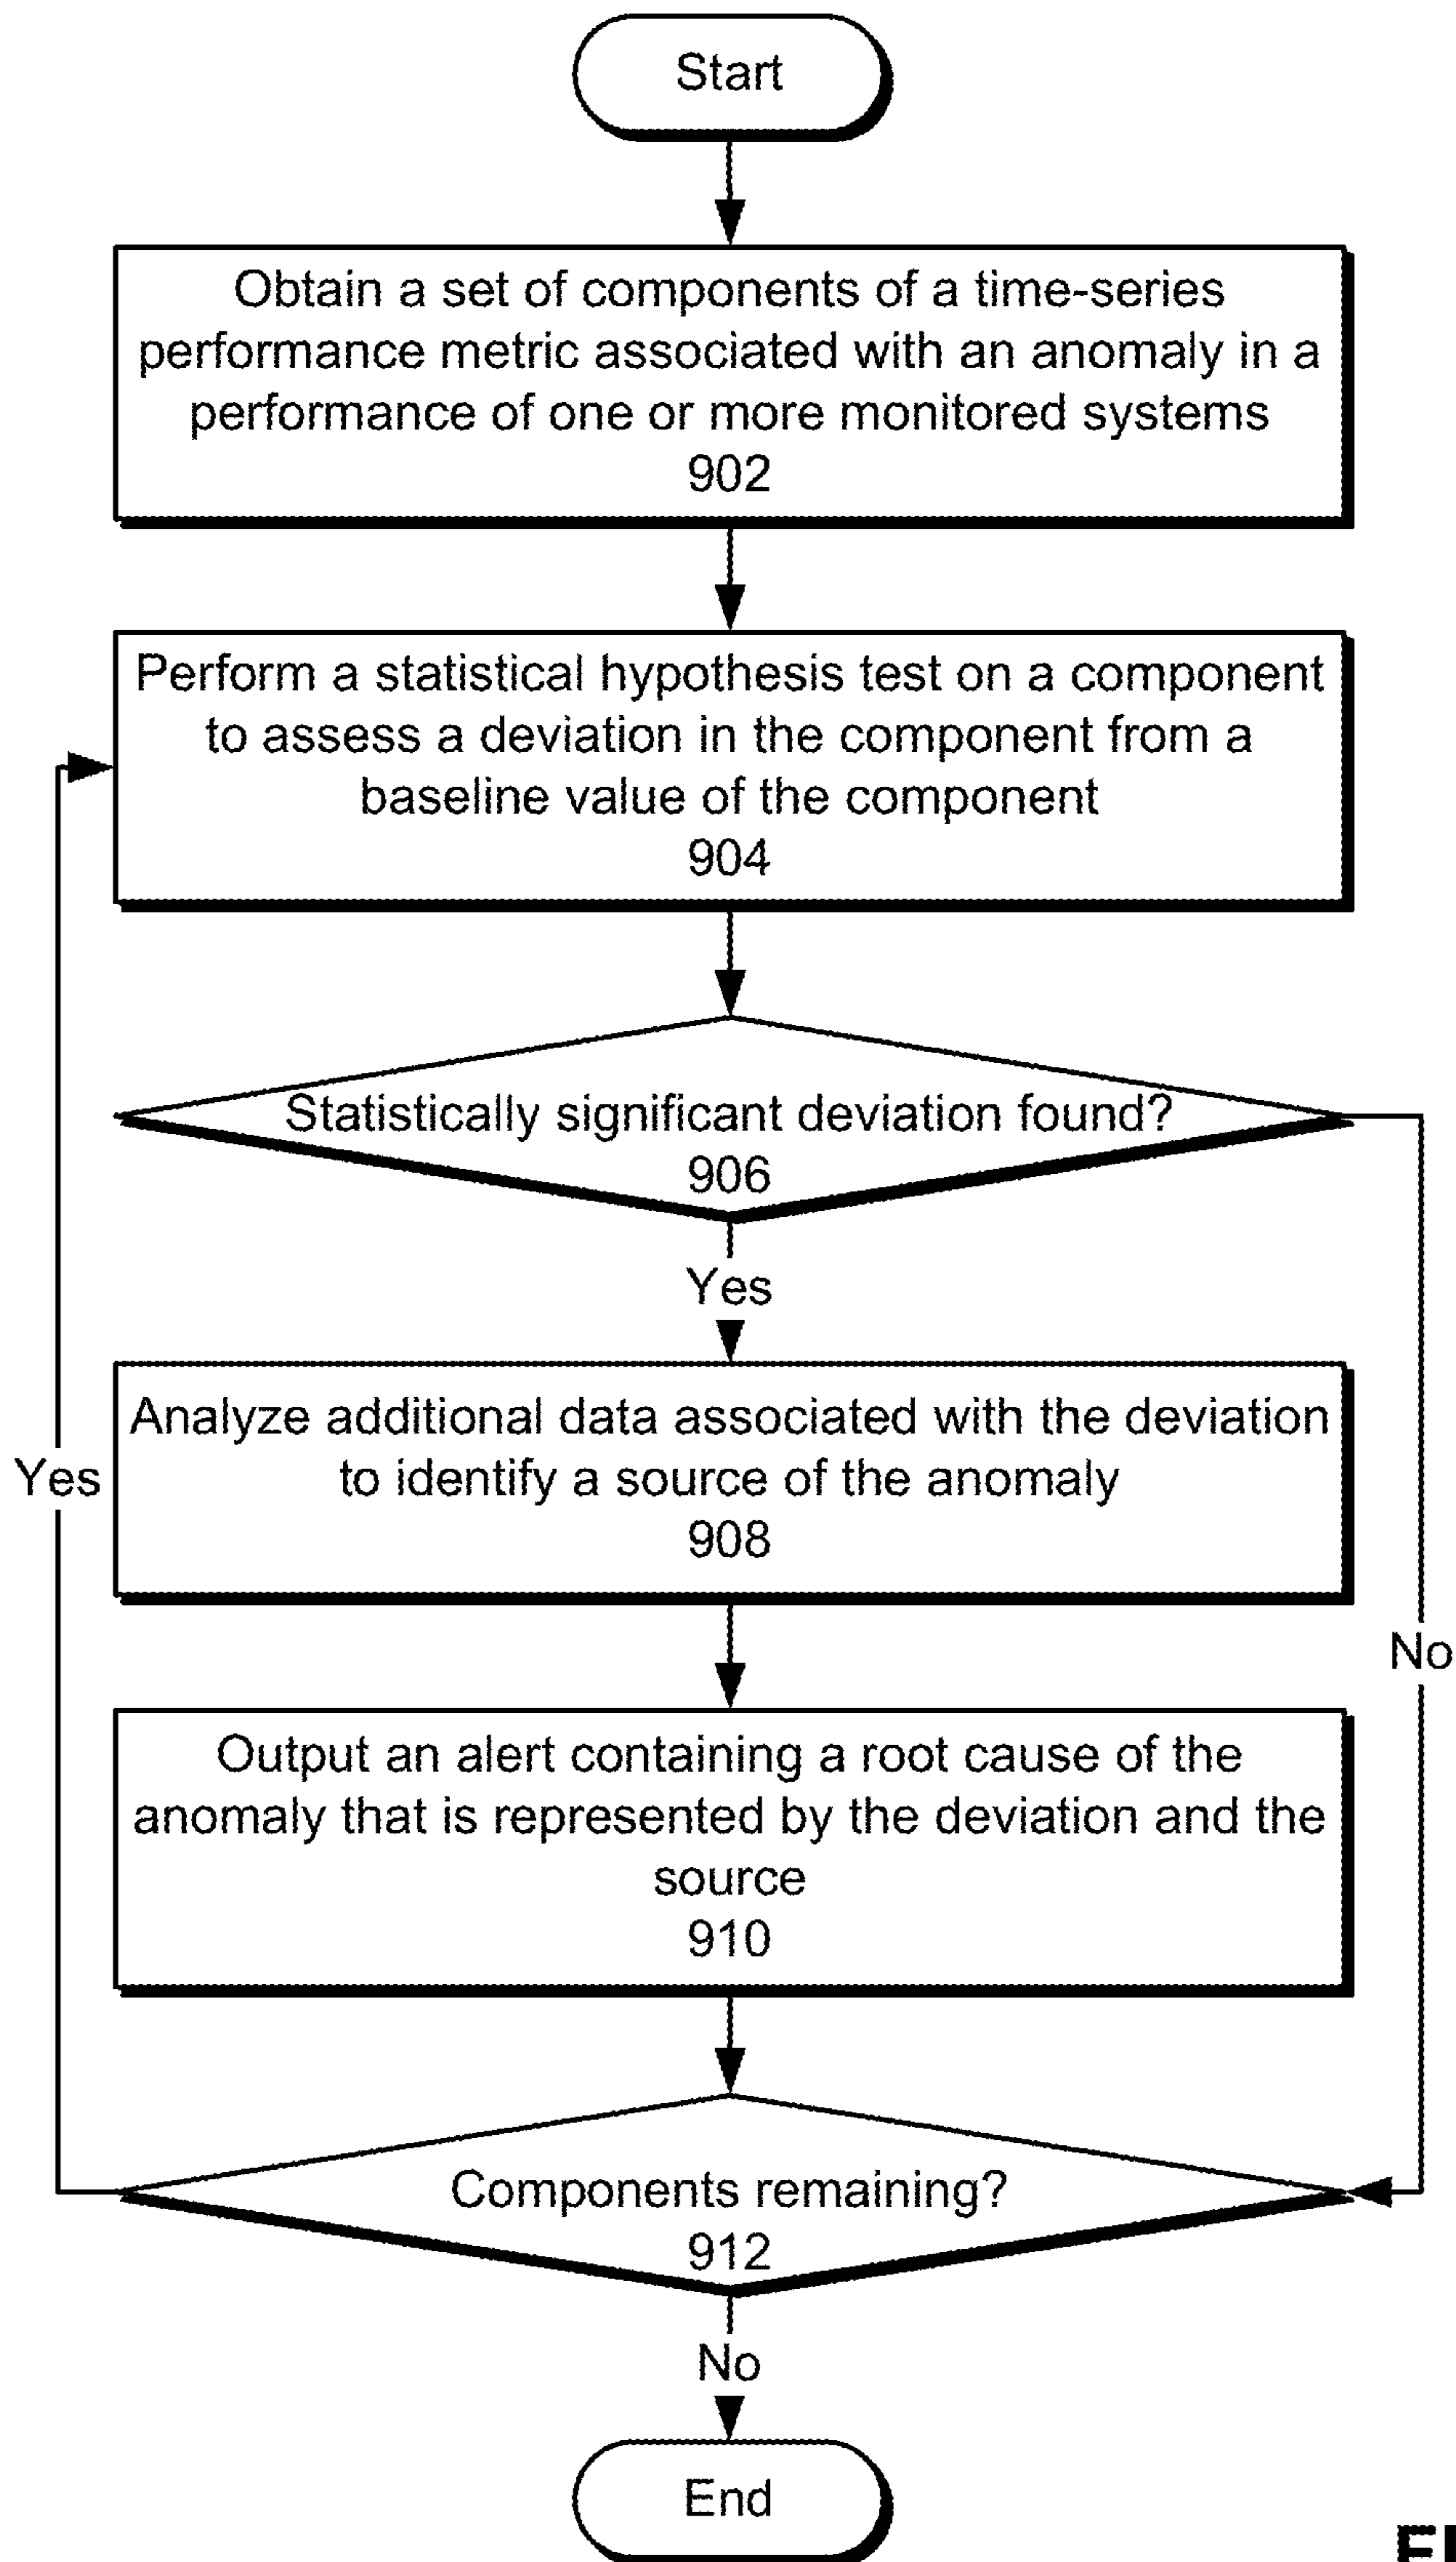 Start
Obtain a set of components of a time-series
performance metric associated with an anomaly in a
performance of one or more monitored systems
902
Perform a statistical hypothesis test on a component
to assess a deviation in the component from a
baseline value of the component
904
Statistically significant deviation found?
906
Yes
Analyze additional data associated with the deviation
to identify a source of the anomaly
908
Yes
No
Output an alert containing a root cause of the
anomaly that is represented by the deviation and the
source
910
Components remaining?
912
No
End